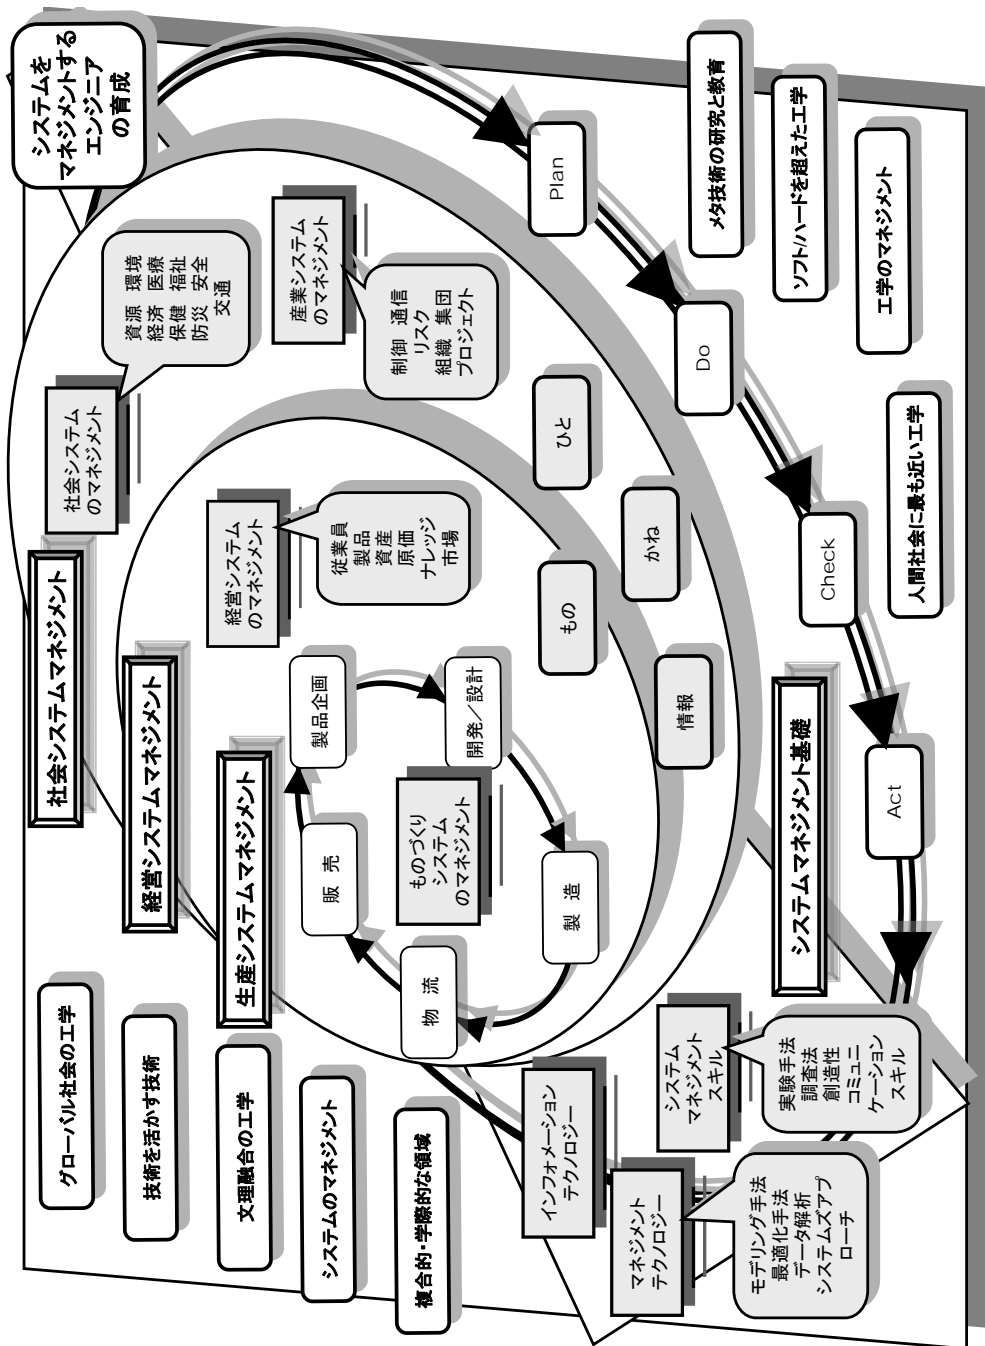 システムを
マネジメントする
エンジニア
の育成
社会システムマネジメント
経営システムマネジメント
生産システムマネジメント
システムマネジメント基礎
社会システム
のマネジメント
資源　環境
経済　医療
保健　福祉
防災　安全
交通
産業システム
のマネジメント
制御　通信
リスク
組織　集団
プロジェクト
経営システム
のマネジメント
従業員
製品
資産
原価
ナレッジ
市場
ものづくり
システム
のマネジメント
製品企画
開発／設計
製　造
物　流
販　売
ひと
もの
かね
情報
Plan
Do
Check
Act
メタ技術の研究と教育
ソフト/ハードを超えた工学
工学のマネジメント
人間社会に最も近い工学
グローバル社会の工学
技術を活かす技術
文理融合の工学
システムのマネジメント
複合的・学際的な領域
インフォメーション
テクノロジー
マネジメント
テクノロジー
モデリング手法
最適化手法
データ解析
システムズアプ
ローチ
システム
マネジメント
スキル
実験手法
調査法
創造性
コミュニ
ケーション
スキル